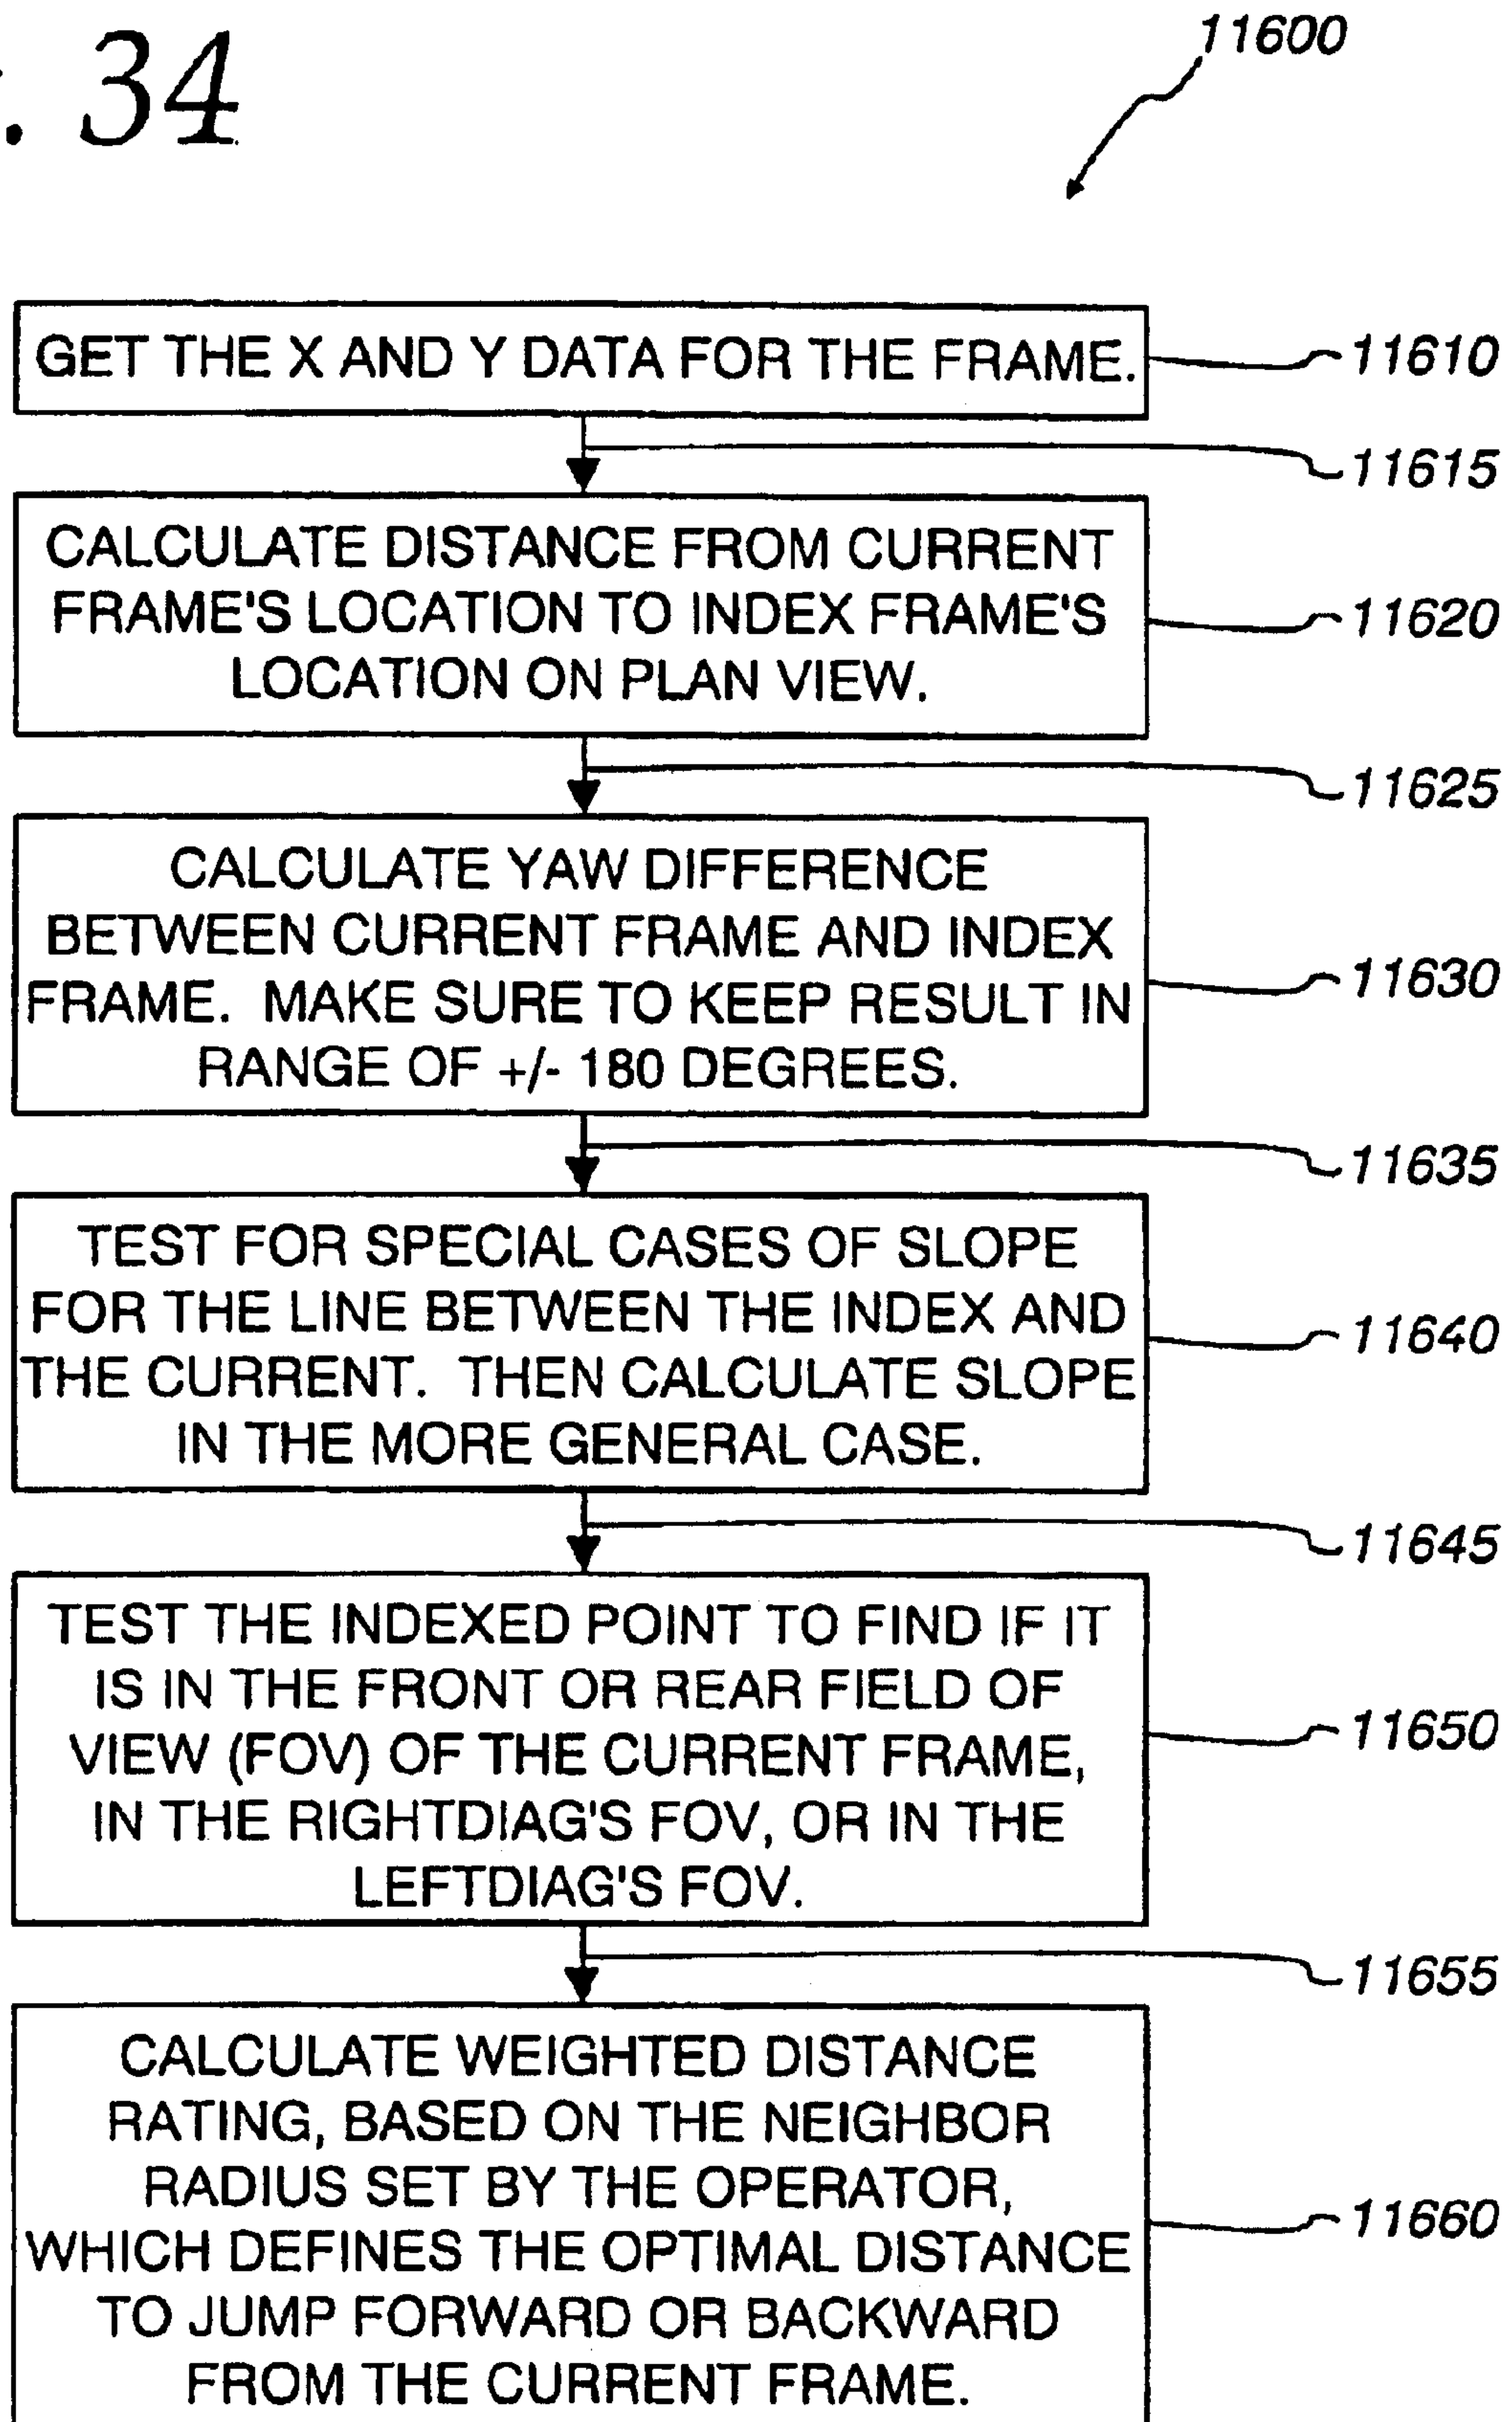 . 34
11600
GET THE X AND Y DATA FOR THE FRAME.
11610
11615
CALCULATE DISTANCE FROM CURRENT
FRAME'S LOCATION TO INDEX FRAME'S
LOCATION ON PLAN VIEW.
11620
11625
CALCULATE YAW DIFFERENCE
BETWEEN CURRENT FRAME AND INDEX
FRAME. MAKE SURE TO KEEP RESULT IN
RANGE OF +/- 180 DEGREES.
11630
11635
TEST FOR SPECIAL CASES OF SLOPE
FOR THE LINE BETWEEN THE INDEX AND
THE CURRENT. THEN CALCULATE SLOPE
IN THE MORE GENERAL CASE.
11640
11645
TEST THE INDEXED POINT TO FIND IF IT
IS IN THE FRONT OR REAR FIELD OF
VIEW (FOV) OF THE CURRENT FRAME,
IN THE RIGHTDIAG'S FOV, OR IN THE
LEFTDIAG'S FOV.
11650
11655
CALCULATE WEIGHTED DISTANCE
RATING, BASED ON THE NEIGHBOR
RADIUS SET BY THE OPERATOR,
WHICH DEFINES THE OPTIMAL DISTANCE
TO JUMP FORWARD OR BACKWARD
FROM THE CURRENT FRAME.
11660